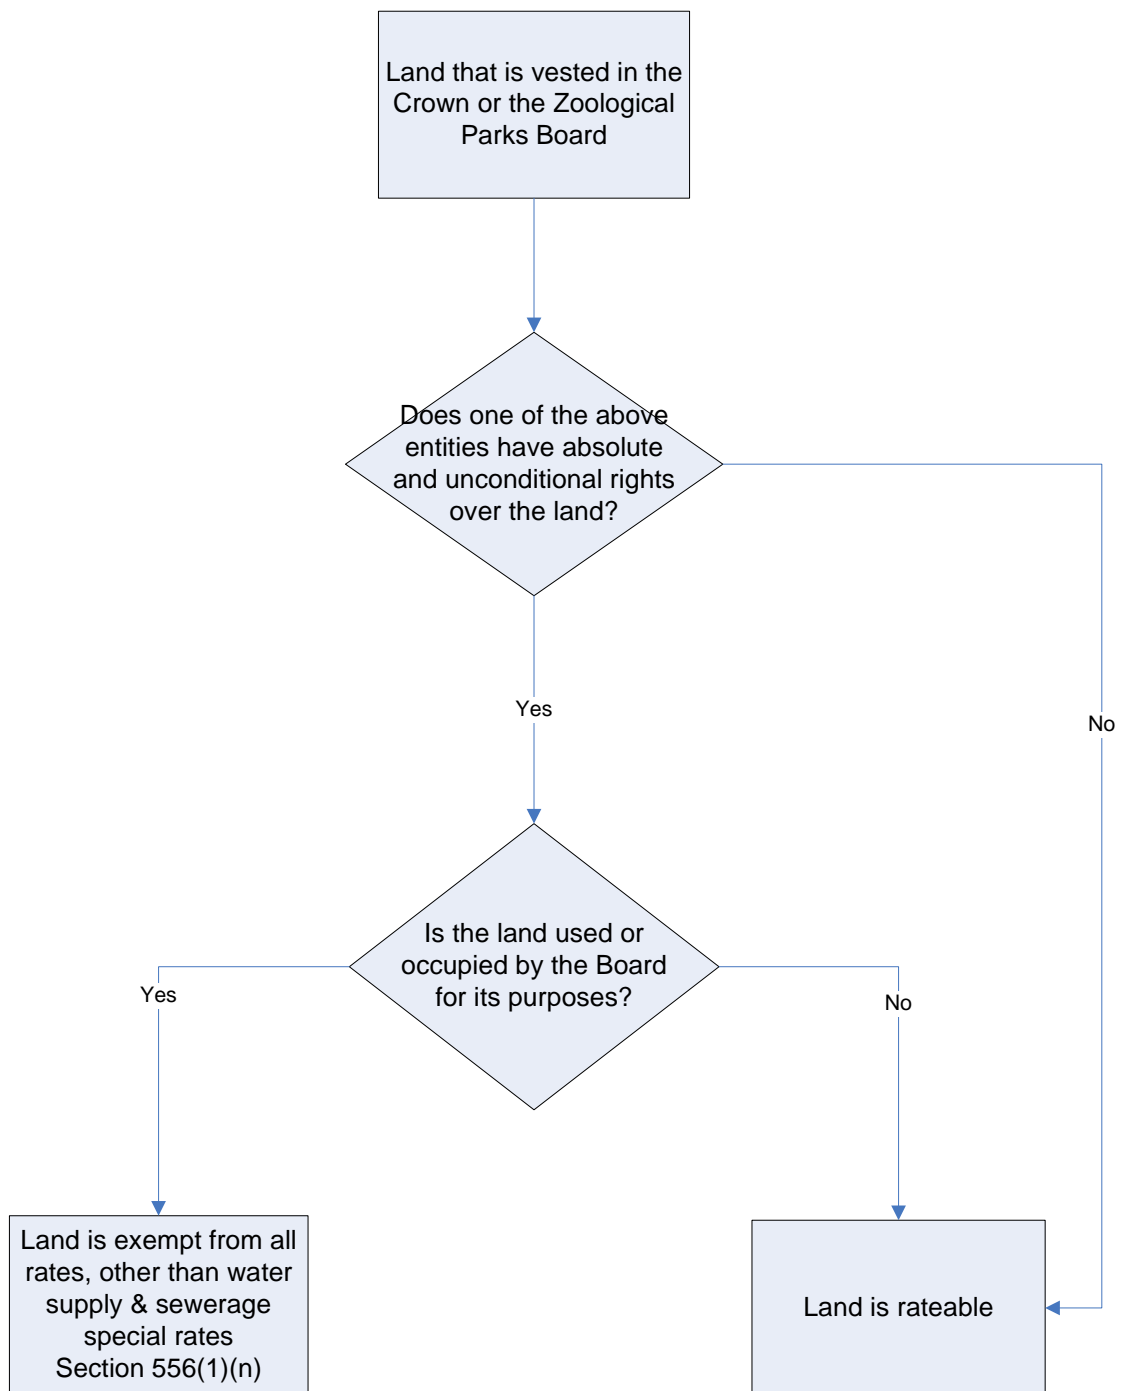 Land that is vested in the
Crown or the Zoological
Parks Board
Does one of the above
entities have absolute
and unconditional rights
over the land?
Yes
No
Is the land used or
occupied by the Board
for its purposes?
Yes
No
Land is exempt from all
rates, other than water
supply & sewerage
special rates
Section 556(1)(n)
Land is rateable